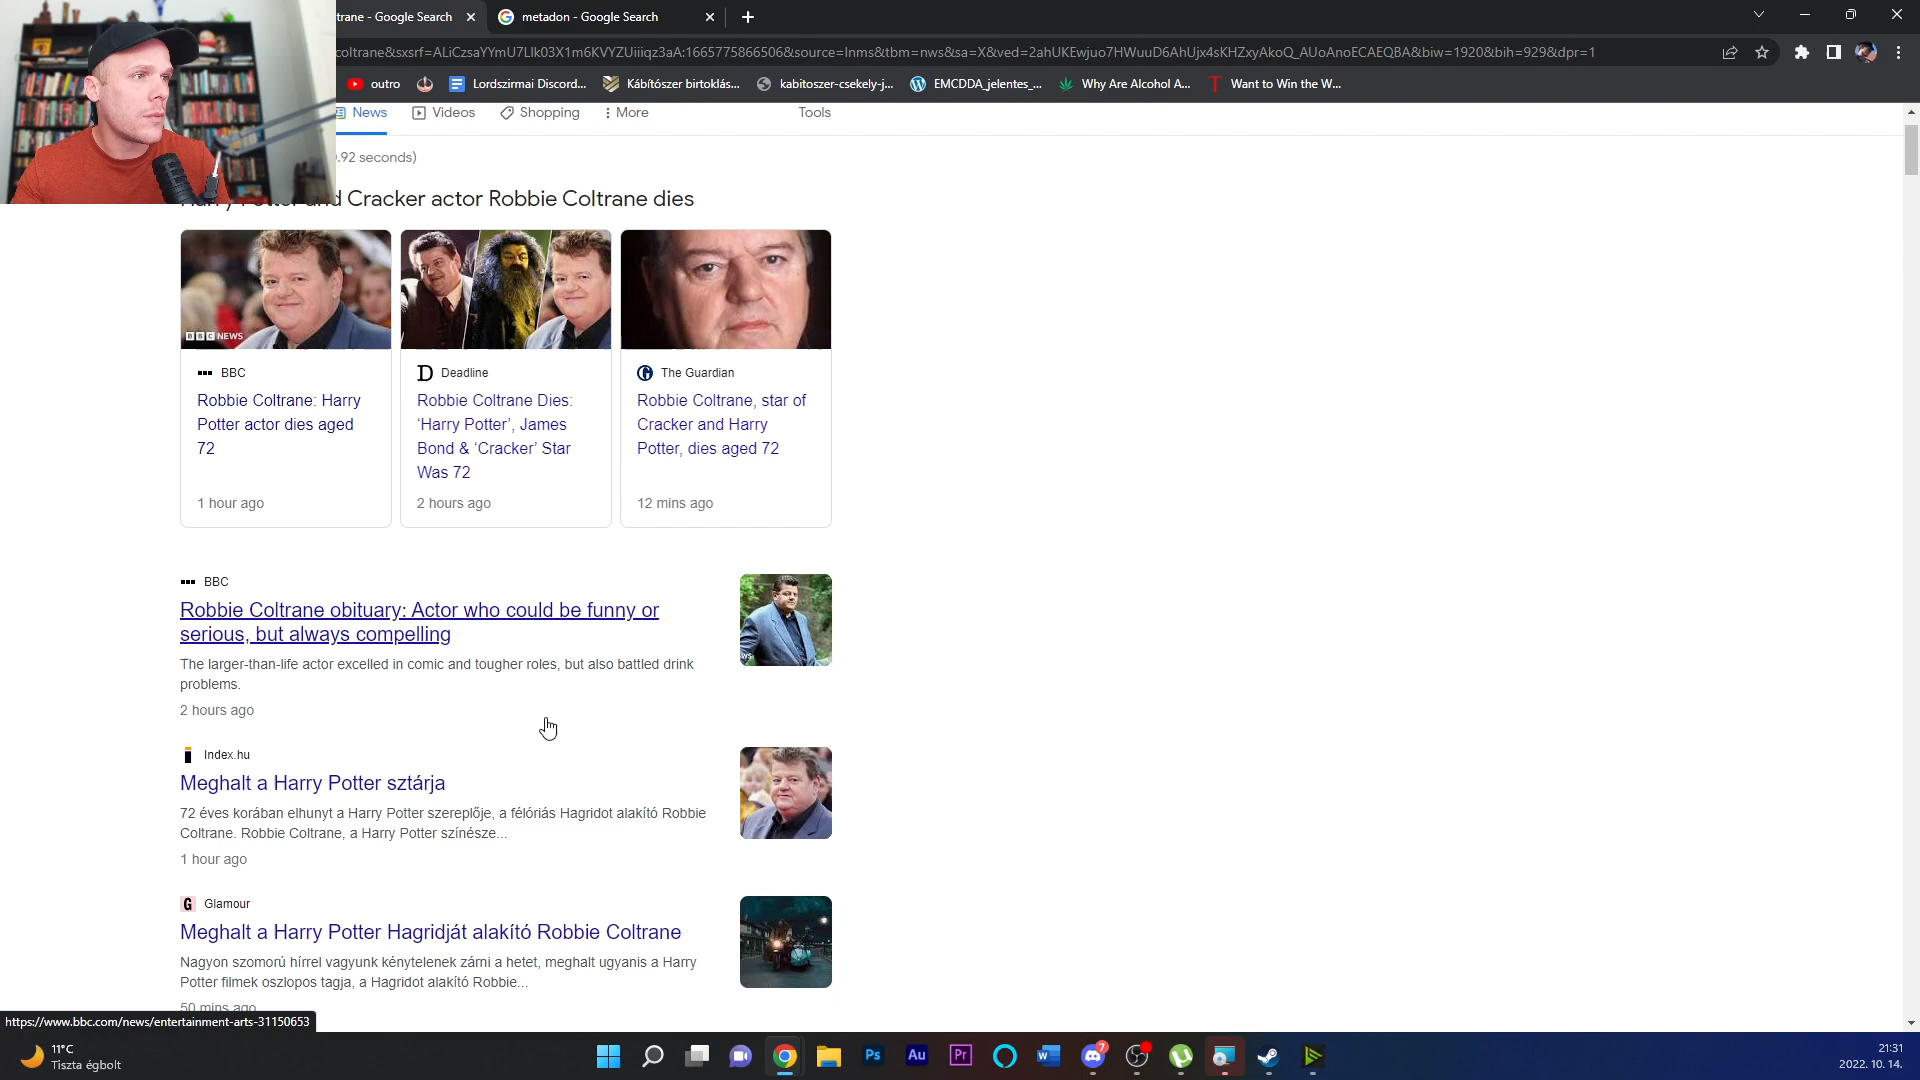 trane - Google Search
metadon - Google Search
coltrane&sxsrf=ALiCzsaYYmU7Llk03X1m6KVYZUiiiqz3aA:1665775866506&source=lnms&tbm=nws&sa=X&ved=2ahUKEwjuo7HWuuD6AhUjx4sKHZxyAkoQ_AUoAnoECAEQBA&biw=1920&bih=929&dpr=1
outro
Lordszirmai Discord...
Kábítószer birtoklás...
kabitoszer-csekely-j...
EMCDDA_jelentes_...
Why Are Alcohol A...
Want to Win the W...
News
Videos
Shopping
More
Tools
.92 seconds)
Cracker actor Robbie Coltrane dies
BBC NEWS
BBC
Robbie Coltrane: Harry
Potter actor dies aged
72
1 hour ago
Deadline
Robbie Coltrane Dies:
‘Harry Potter’, James
Bond & ‘Cracker’ Star
Was 72
2 hours ago
The Guardian
Robbie Coltrane, star of
Cracker and Harry
Potter, dies aged 72
12 mins ago
BBC
Robbie Coltrane obituary: Actor who could be funny or
serious, but always compelling
The larger-than-life actor excelled in comic and tougher roles, but also battled drink
problems.
2 hours ago
Index.hu
Meghalt a Harry Potter sztárja
72 éves korában elhunyt a Harry Potter szereplője, a félóriás Hagridot alakító Robbie
Coltrane. Robbie Coltrane, a Harry Potter színésze...
1 hour ago
Glamour
Meghalt a Harry Potter Hagridját alakító Robbie Coltrane
Nagyon szomorú hírrel vagyunk kénytelenek zárni a hetet, meghalt ugyanis a Harry
Potter filmek oszlopos tagja, a Hagridot alakító Robbie...
50 mins ago
https://www.bbc.com/news/entertainment-arts-31150653
11°C
Tiszta égbolt
Ps
Au
Pr
7
21:31
2022. 10. 14.